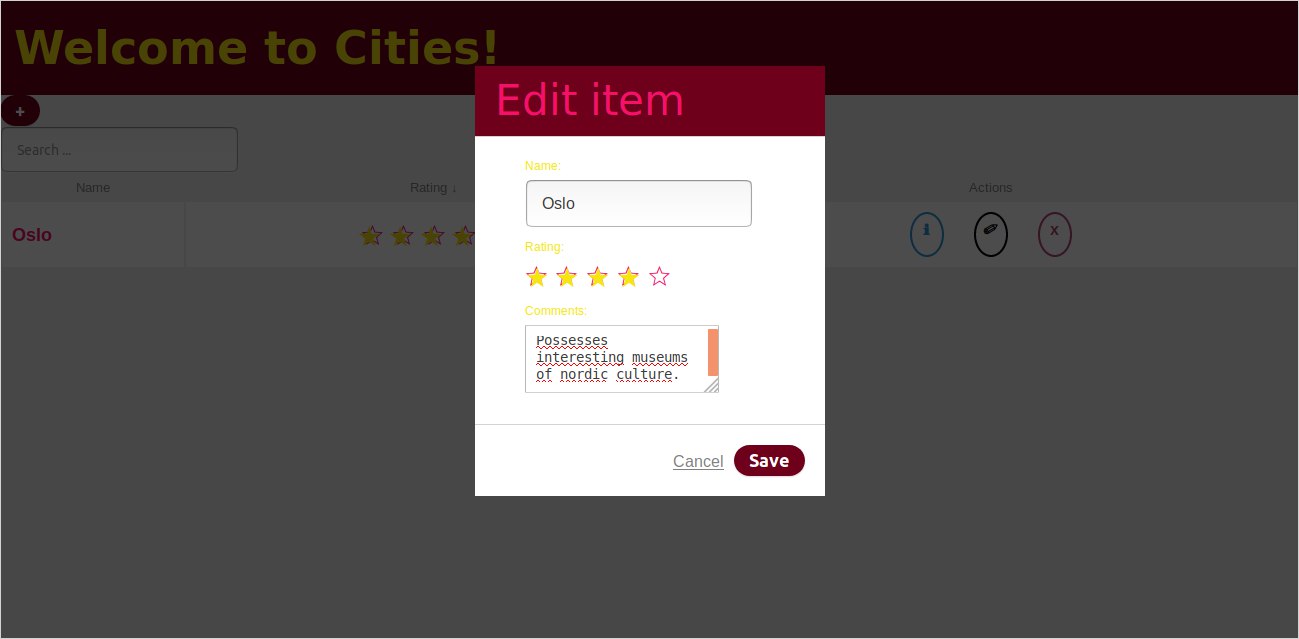 Welcome to Cities!
+
Search ...
Name Rating ↓ Actions
Oslo
i
x
Edit item
Name:
Oslo
Rating:
Comments:
Possesses
interesting museums
of nordic culture.
Cancel Save